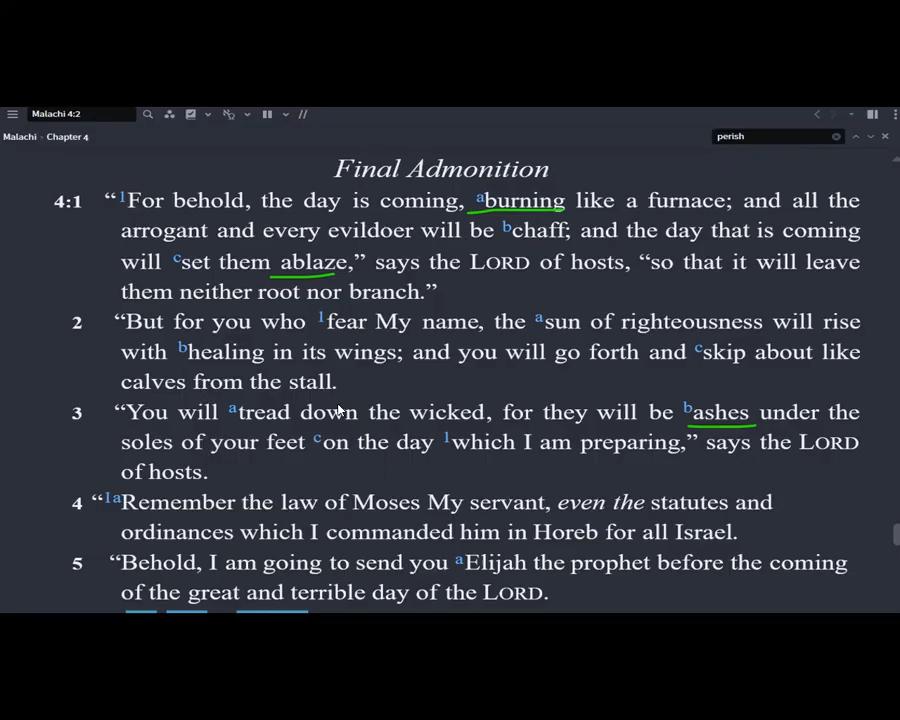 Malachi 4:2
Malachi › Chapter 4
perish
Final Admonition
4:1 “1For behold, the day is coming, aburning like a furnace; and all the
arrogant and every evildoer will be bchaff; and the day that is coming
will cset them ablaze,” says the LORD of hosts, “so that it will leave
them neither root nor branch.”
2 “But for you who 1fear My name, the asun of righteousness will rise
with bhealing in its wings; and you will go forth and cskip about like
calves from the stall.
3 “You will atread down the wicked, for they will be bashes under the
soles of your feet con the day 1which I am preparing,” says the LORD
of hosts.
4 “1aRemember the law of Moses My servant, even the statutes and
ordinances which I commanded him in Horeb for all Israel.
5 “Behold, I am going to send you aElijah the prophet before the coming
of the great and terrible day of the LORD.